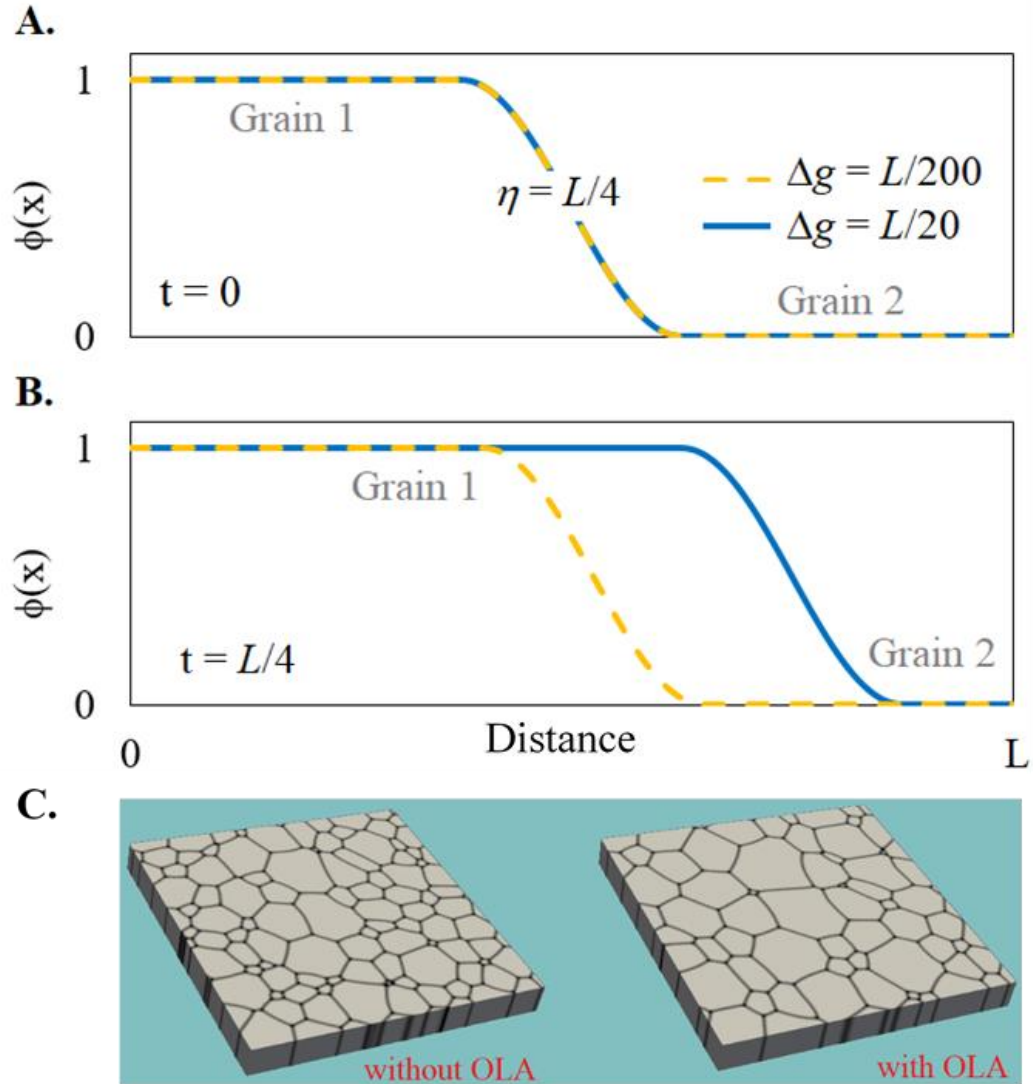 A.
1
Grain 1
ϕ(x)
η = L/4
Δg = L/200
Δg = L/20
t = 0
Grain 2
0
B.
1
Grain 1
ϕ(x)
t = L/4
Grain 2
0
0
Distance
L
C.
without OLA
with OLA